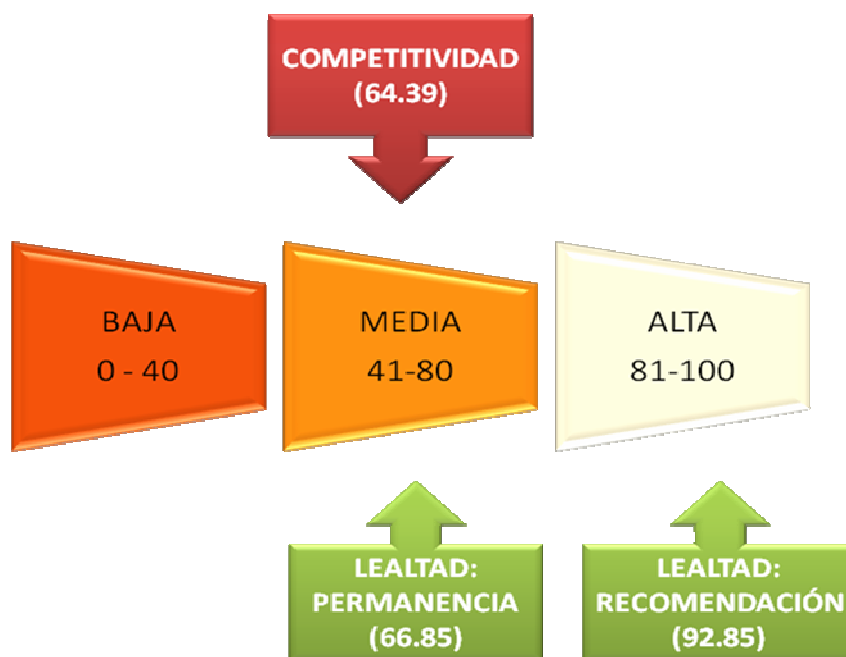 COMPETITIVIDAD
(64.39)
BAJA
0 - 40
MEDIA
41-80
ALTA
81-100
LEALTAD:
PERMANENCIA
(66.85)
LEALTAD:
RECOMENDACIÓN
(92.85)